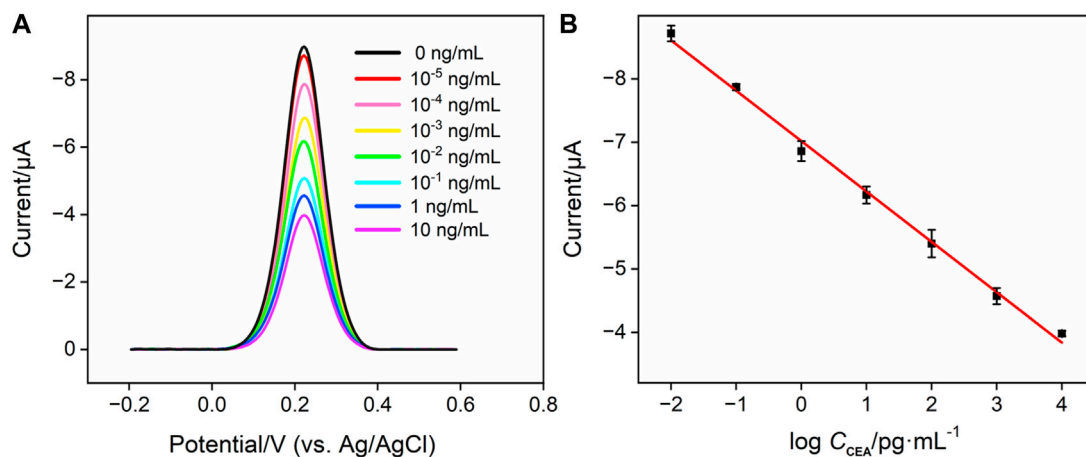 A
−8
−6
−4
−2
0
Current/μA
−0.2
0.0
0.2
0.4
0.6
0.8
Potential/V (vs. Ag/AgCl)
0 ng/mL
10⁻⁵ ng/mL
10⁻⁴ ng/mL
10⁻³ ng/mL
10⁻² ng/mL
10⁻¹ ng/mL
1 ng/mL
10 ng/mL
B
−8
−7
−6
−5
−4
Current/μA
−2
−1
0
1
2
3
4
log C_CEA/pg·mL⁻¹